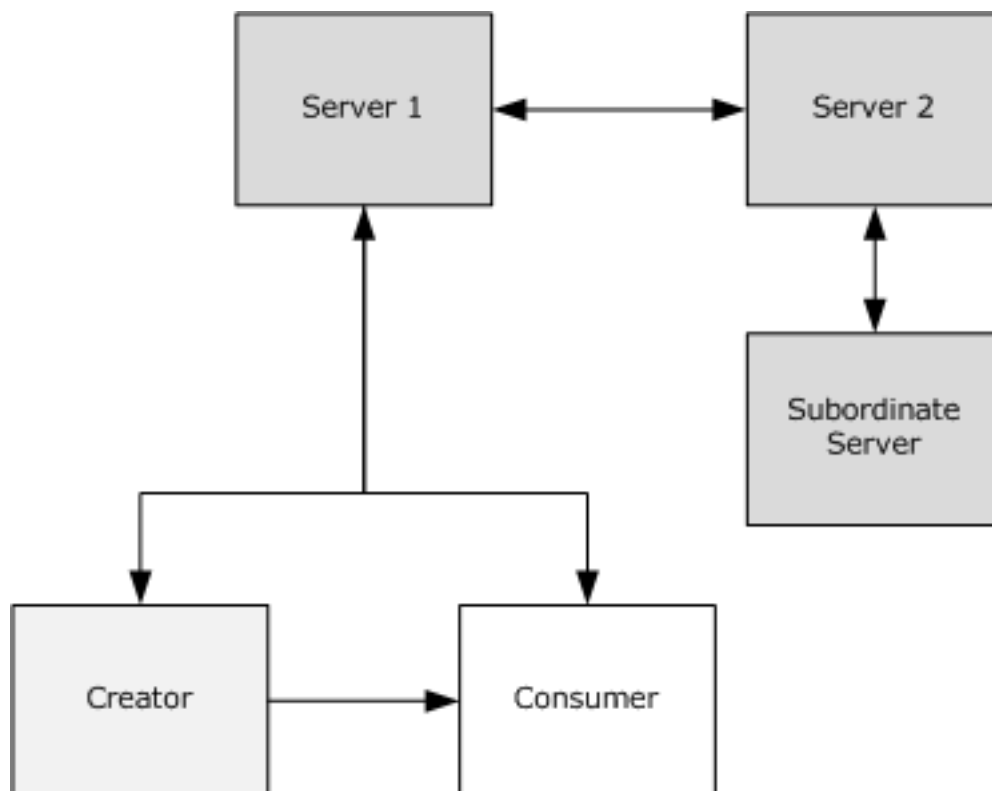 Server 1
Server 2
Subordinate
Server
Creator
Consumer